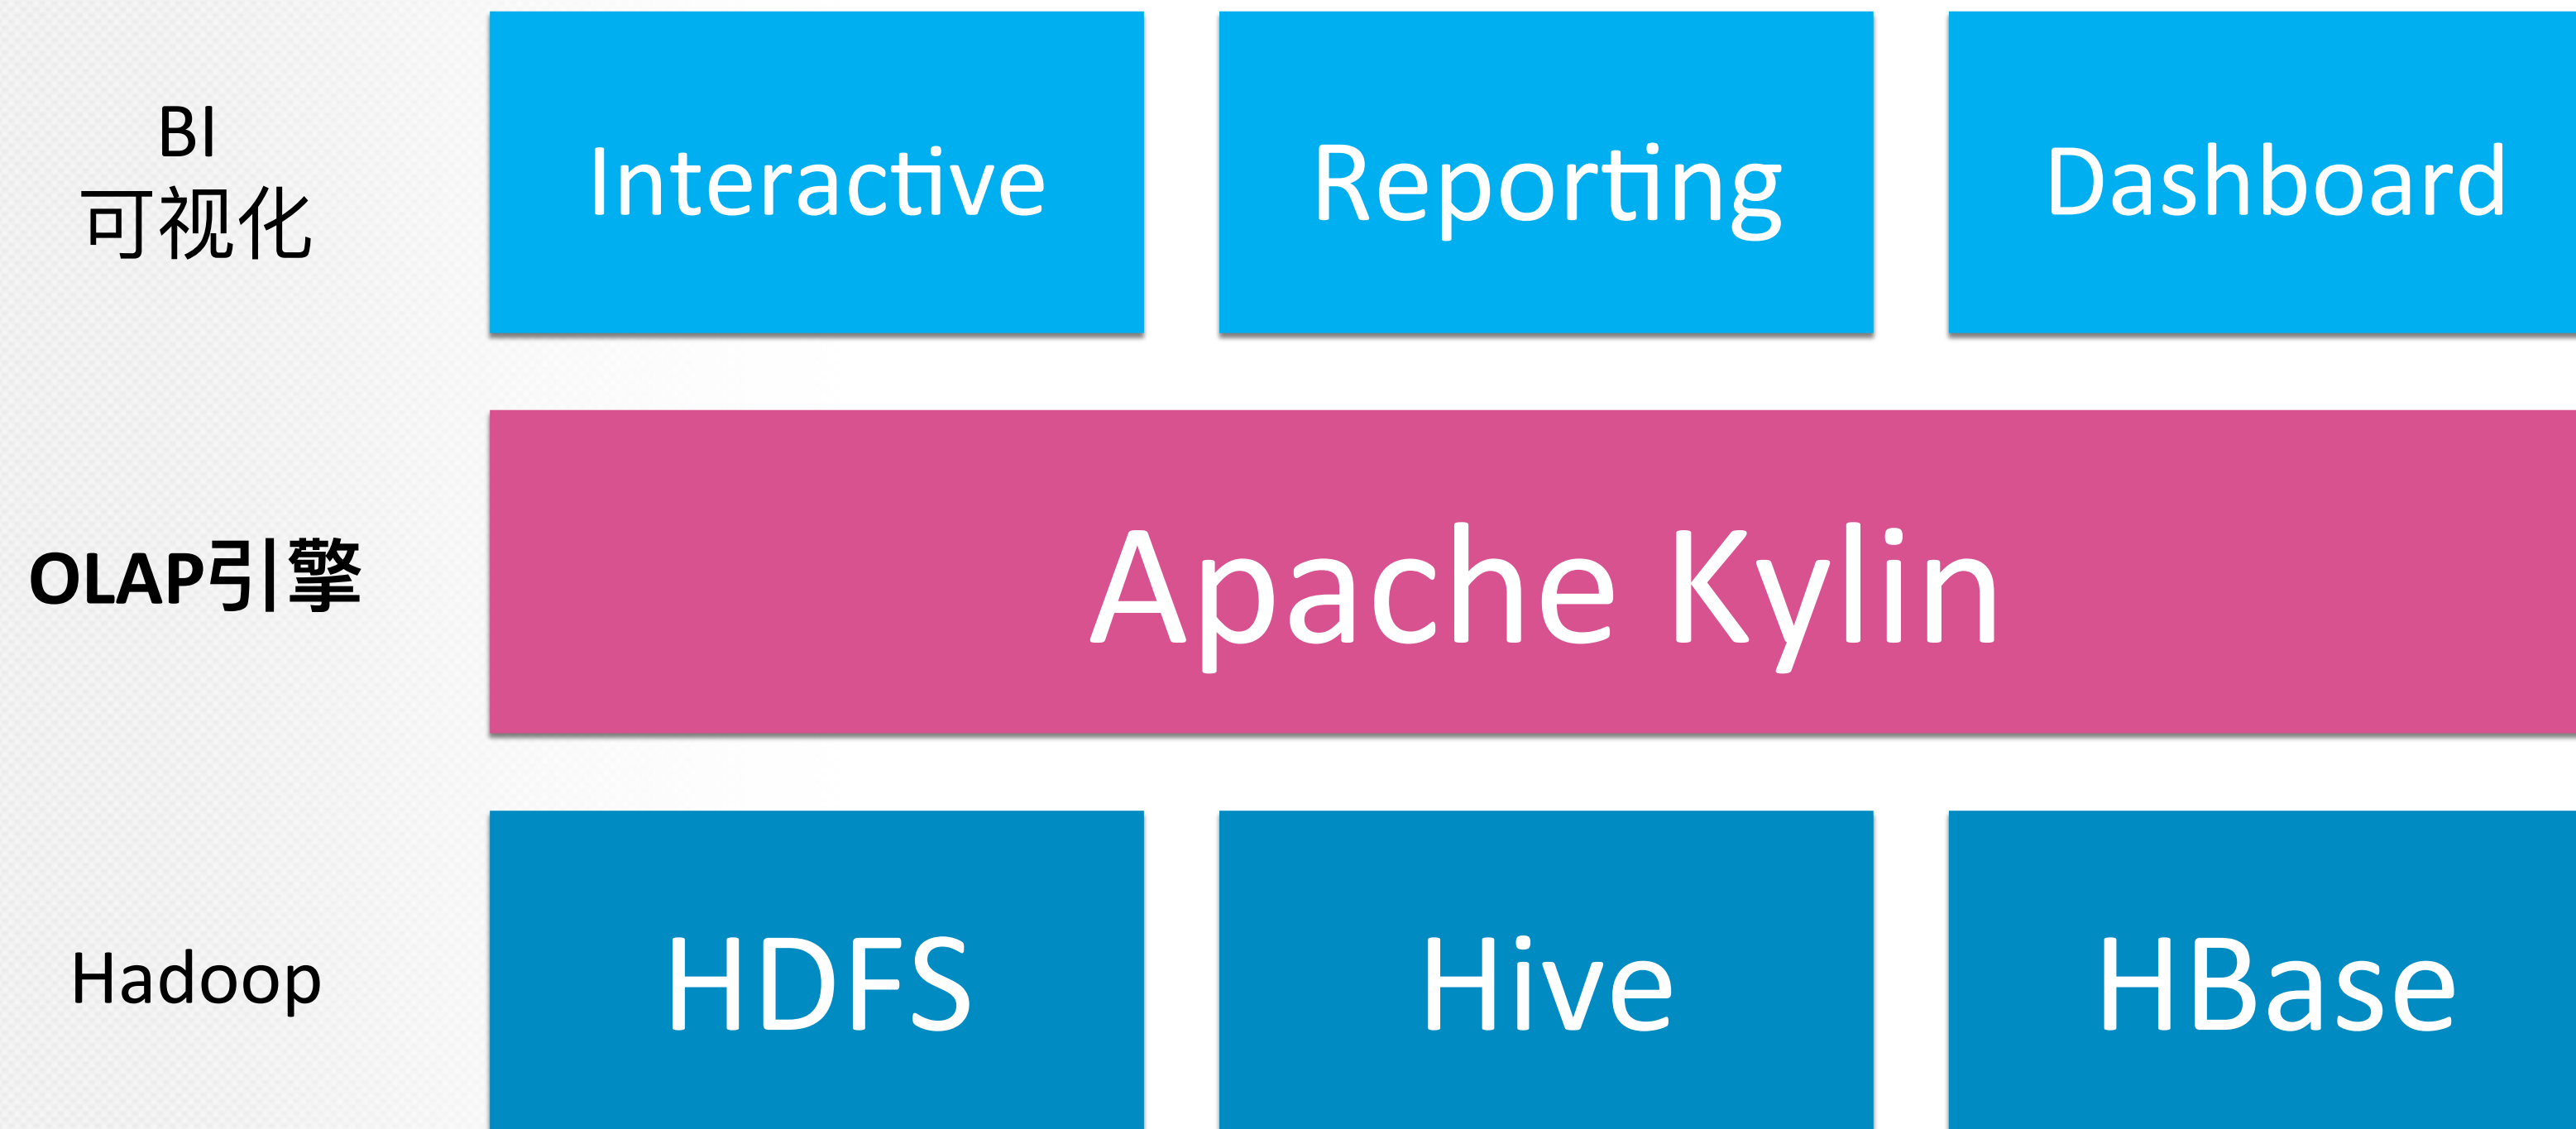 BI
可视化
Interactive
Reporting
Dashboard
OLAP引擎
Apache Kylin
Hadoop
HDFS
Hive
HBase